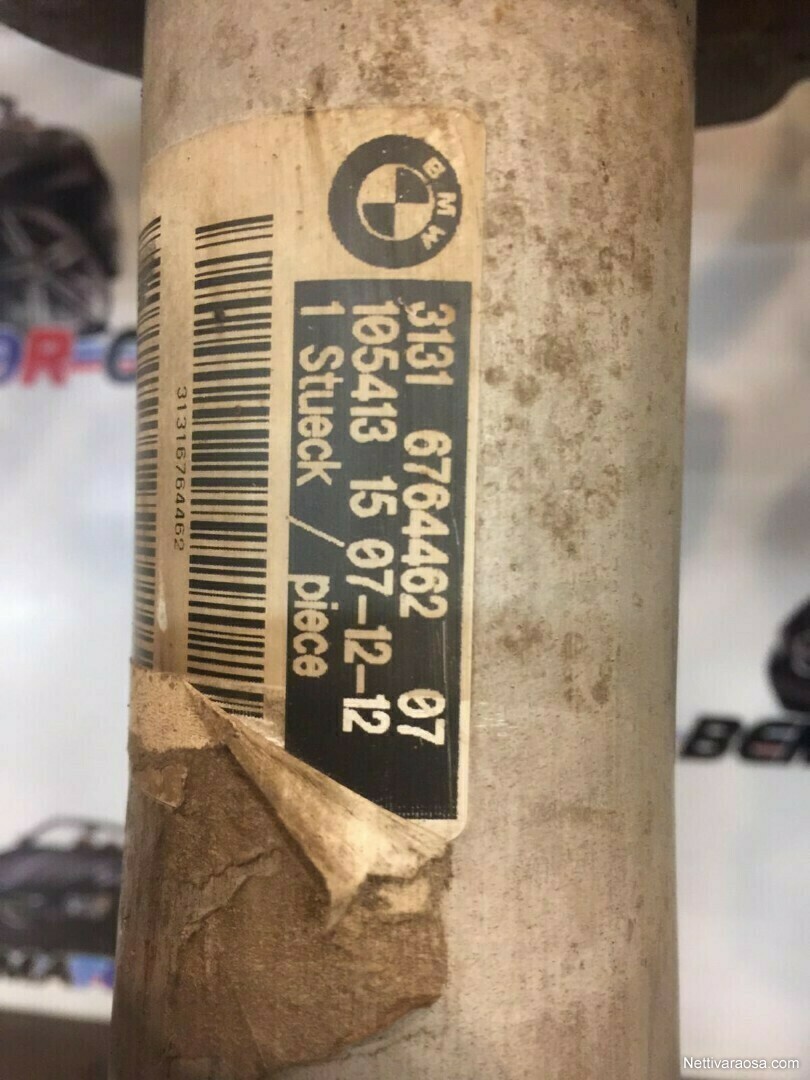 BMW
3131 6764462 07
105413 15 07-12-12
1 Stueck / piece
31316764462
Nettivaraosa.com